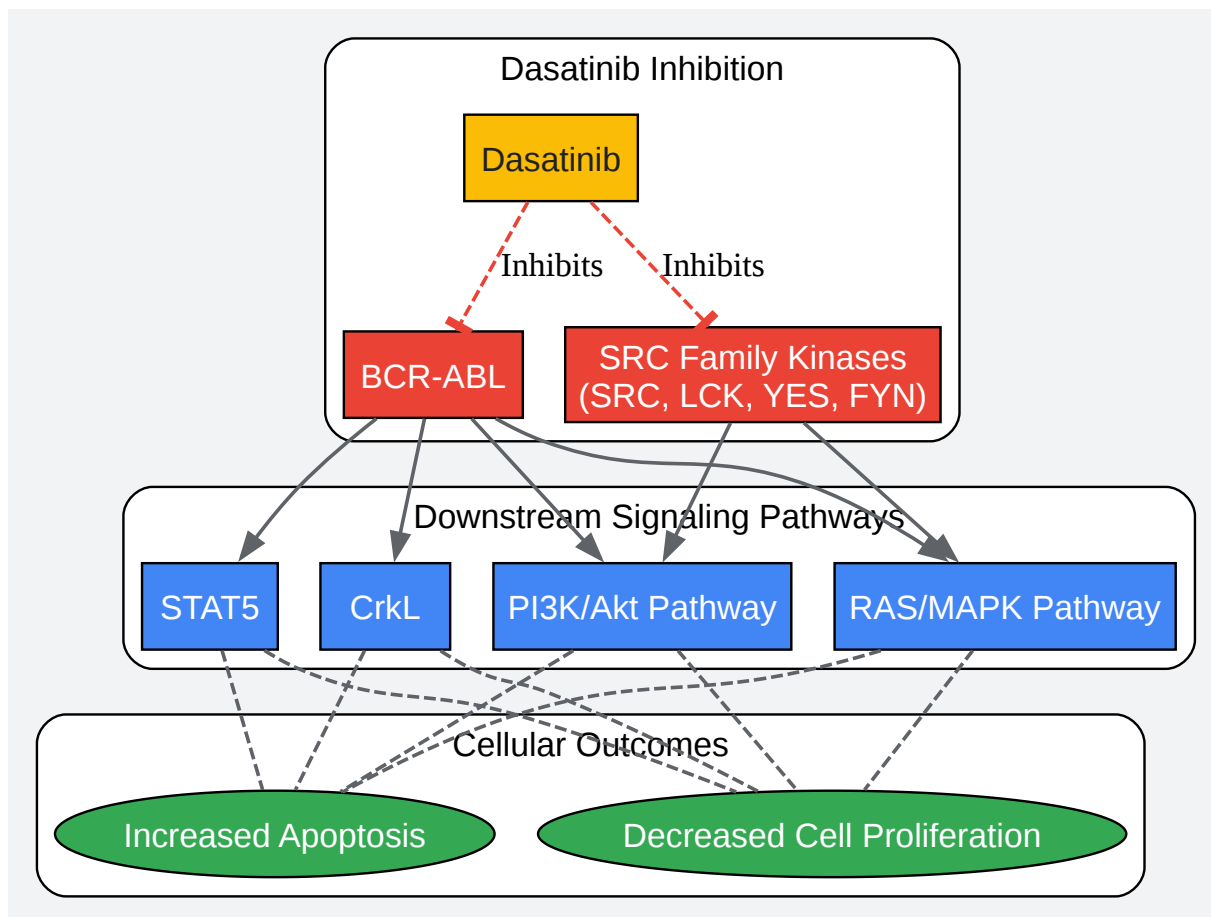 Dasatinib Inhibition
Dasatinib
Inhibits
Inhibits
BCR-ABL
SRC Family Kinases
(SRC, LCK, YES, FYN)
Downstream Signaling Pathways
STAT5
CrkL
PI3K/Akt Pathway
RAS/MAPK Pathway
Cellular Outcomes
Increased Apoptosis
Decreased Cell Proliferation